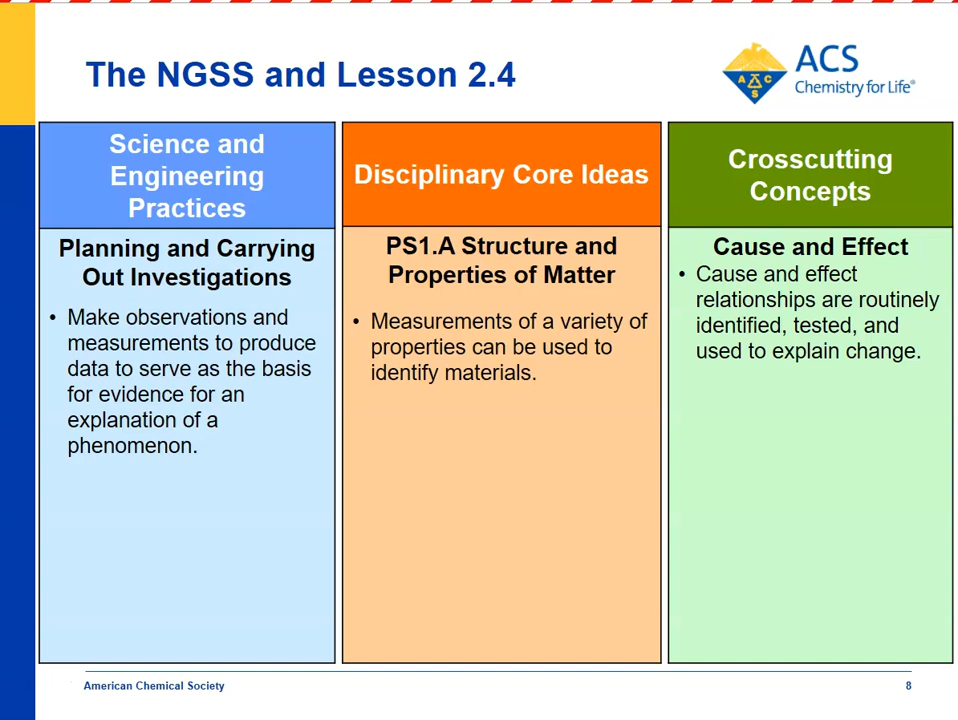 The NGSS and Lesson 2.4
A C C S
ACS
Chemistry for Life®
Science and
Engineering
Practices
Planning and Carrying
Out Investigations
• Make observations and
measurements to produce
data to serve as the basis
for evidence for an
explanation of a
phenomenon.
Disciplinary Core Ideas
PS1.A Structure and
Properties of Matter
• Measurements of a variety of
properties can be used to
identify materials.
Crosscutting
Concepts
Cause and Effect
• Cause and effect
relationships are routinely
identified, tested, and
used to explain change.
American Chemical Society
8